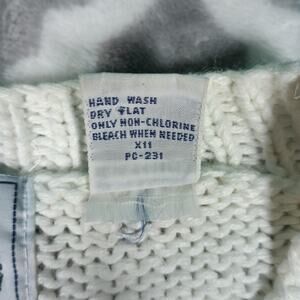 HAND WASH
DRY FLAT
ONLY NON-CHLORINE
BLEACH WHEN NEEDED
X11
PC-231